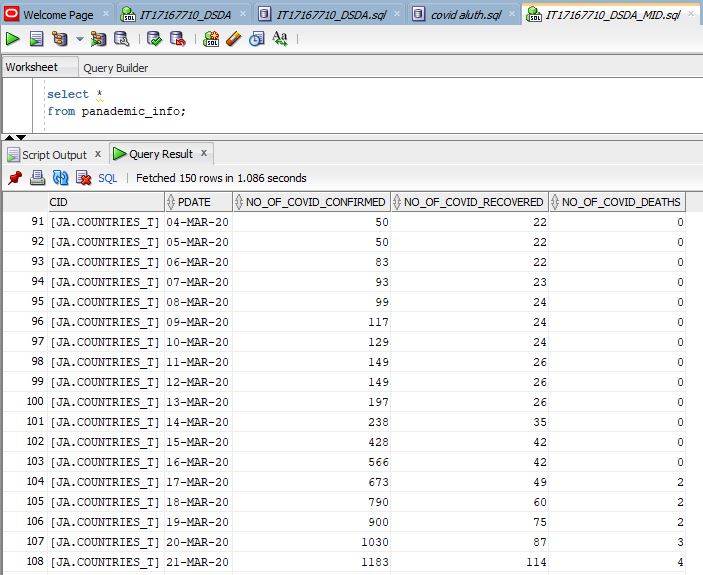 Welcome Page IT17167710_DSDA IT17167710_DSDA.sql covid aluth.sql IT17167710_DSDA_MID.sql
Worksheet Query Builder
select *
from panademic_info;
Script Output x Query Result x
SQL Fetched 150 rows in 1.086 seconds
CID PDATE NO_OF_COVID_CONFIRMED NO_OF_COVID_RECOVERED NO_OF_COVID_DEATHS
91 [JA.COUNTRIES_T] 04-MAR-20 50 22 0
92 [JA.COUNTRIES_T] 05-MAR-20 50 22 0
93 [JA.COUNTRIES_T] 06-MAR-20 83 22 0
94 [JA.COUNTRIES_T] 07-MAR-20 93 23 0
95 [JA.COUNTRIES_T] 08-MAR-20 99 24 0
96 [JA.COUNTRIES_T] 09-MAR-20 117 24 0
97 [JA.COUNTRIES_T] 10-MAR-20 129 24 0
98 [JA.COUNTRIES_T] 11-MAR-20 149 26 0
99 [JA.COUNTRIES_T] 12-MAR-20 149 26 0
100 [JA.COUNTRIES_T] 13-MAR-20 197 26 0
101 [JA.COUNTRIES_T] 14-MAR-20 238 35 0
102 [JA.COUNTRIES_T] 15-MAR-20 428 42 0
103 [JA.COUNTRIES_T] 16-MAR-20 566 42 0
104 [JA.COUNTRIES_T] 17-MAR-20 673 49 2
105 [JA.COUNTRIES_T] 18-MAR-20 790 60 2
106 [JA.COUNTRIES_T] 19-MAR-20 900 75 2
107 [JA.COUNTRIES_T] 20-MAR-20 1030 87 3
108 [JA.COUNTRIES_T] 21-MAR-20 1183 114 4